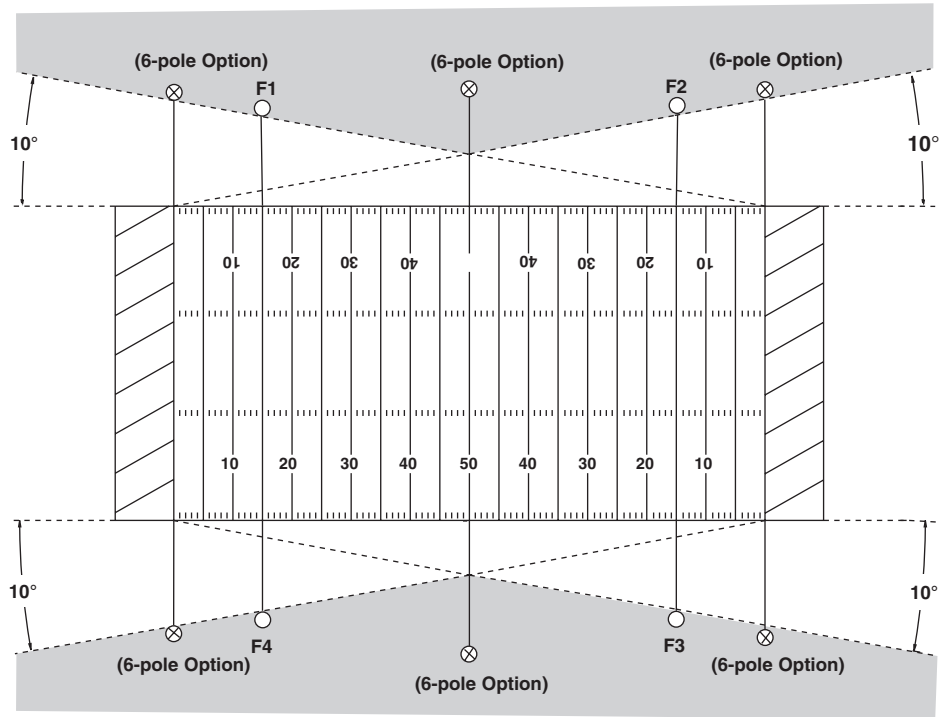 (6-pole Option) (6-pole Option) (6-pole Option)
F1 F2
10° 10°
10 20 30 40 40 30 20 10
10 20 30 40 50 40 30 20 10
10° 10°
F4 F3
(6-pole Option) (6-pole Option) (6-pole Option)